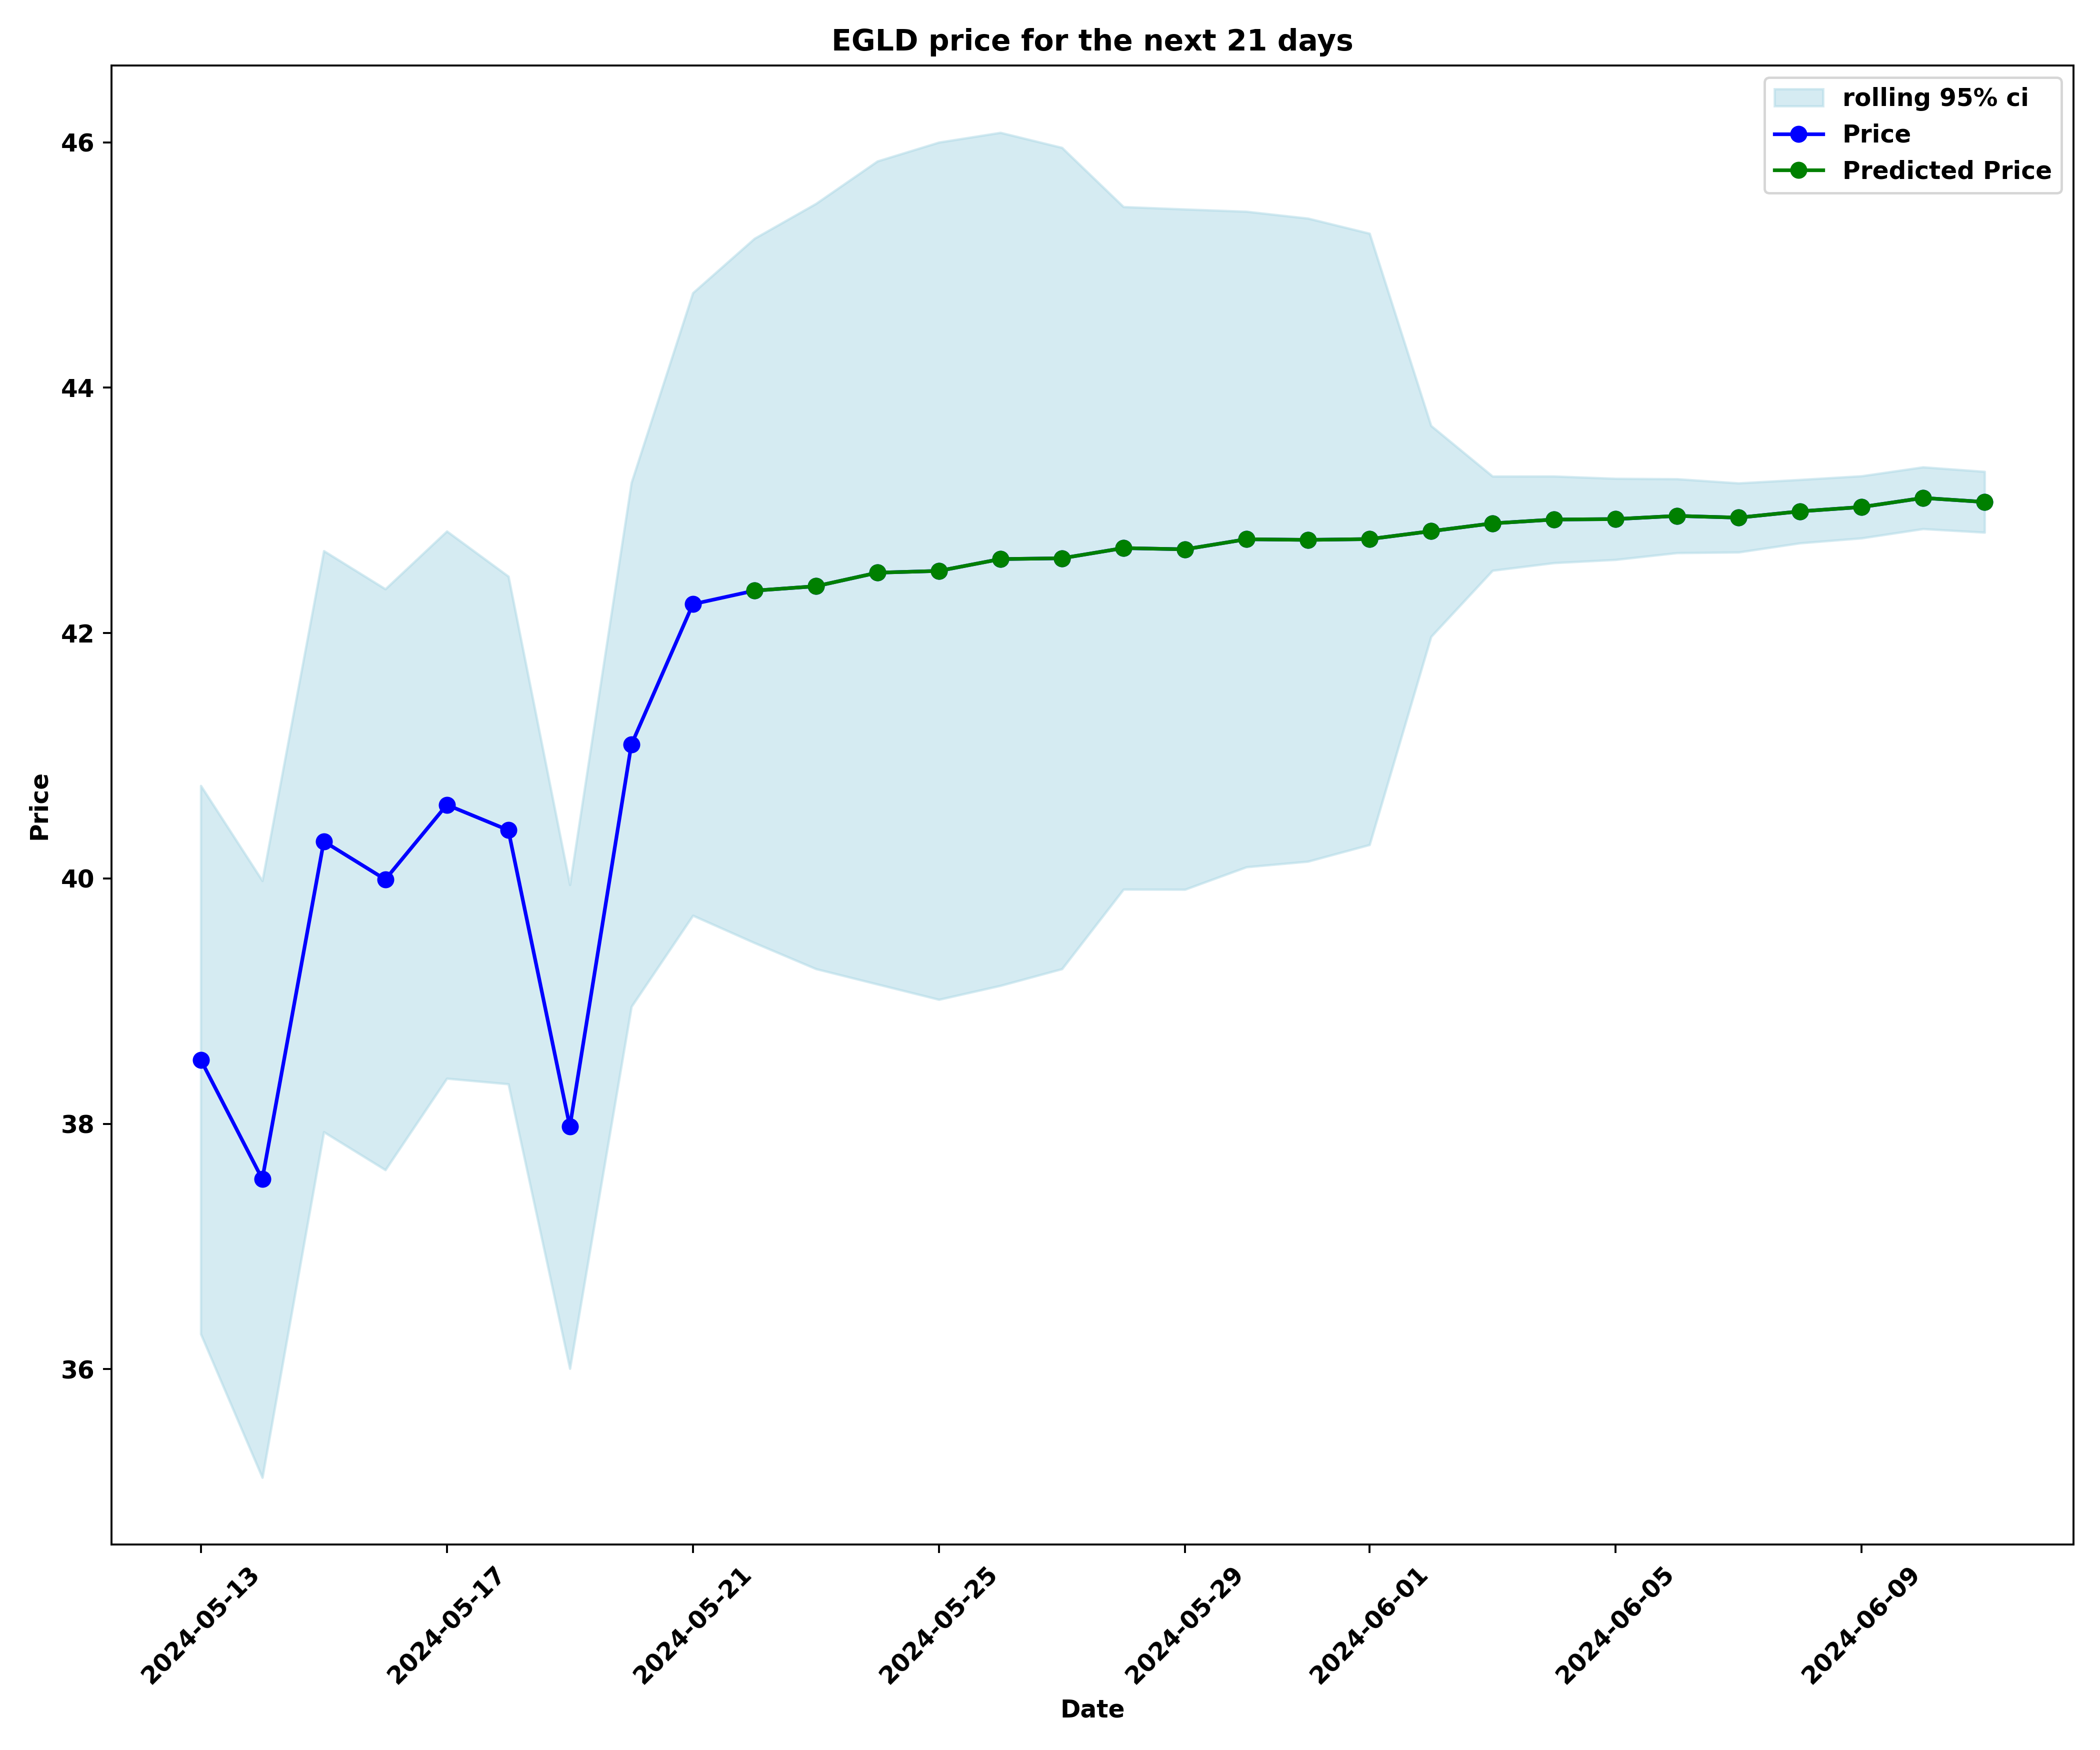 EGLD price for the next 21 days
rolling 95% ci
Price
Predicted Price
46
44
42
40
38
36
Price
2024-05-13
2024-05-17
2024-05-21
2024-05-25
2024-05-29
2024-06-01
2024-06-05
2024-06-09
Date